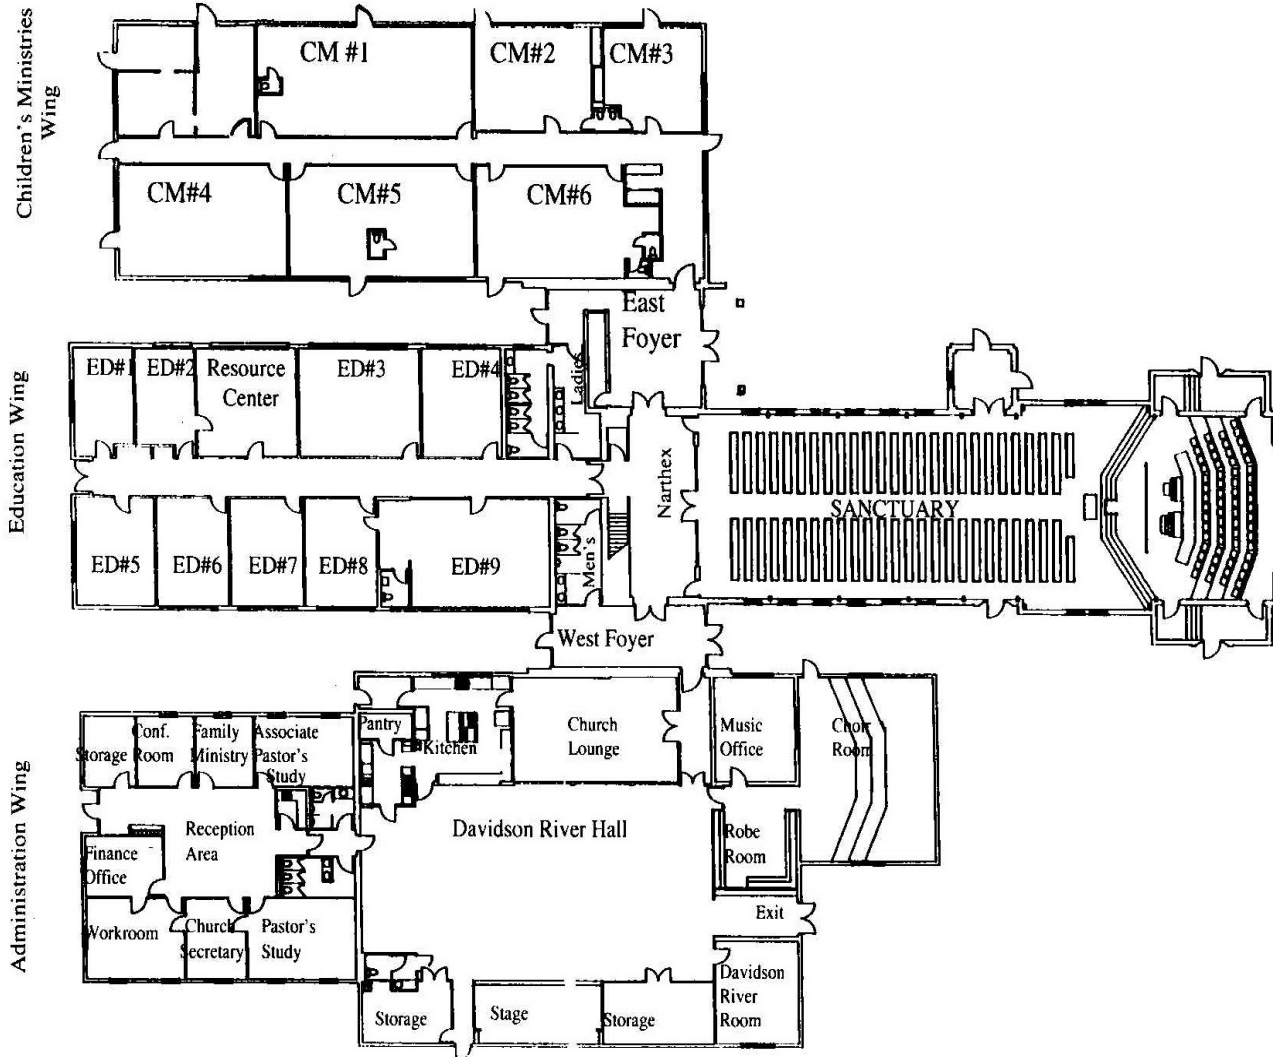 Children's Ministries
Wing
CM #1
CM#2
CM#3
CM#4
CM#5
CM#6
East
Foyer
Education Wing
ED#1
ED#2
Resource
Center
ED#3
ED#4
Ladies
Narthex
SANCTUARY
ED#5
ED#6
ED#7
ED#8
ED#9
Men's
West Foyer
Administration Wing
Storage
Conf.
Room
Family
Ministry
Associate
Pastor's
Study
Pantry
Kitchen
Church
Lounge
Music
Office
Choir
Room
Reception
Area
Davidson River Hall
Robe
Room
Finance
Office
Exit
Workroom
Church
Secretary
Pastor's
Study
Davidson
River
Room
Storage
Stage
Storage